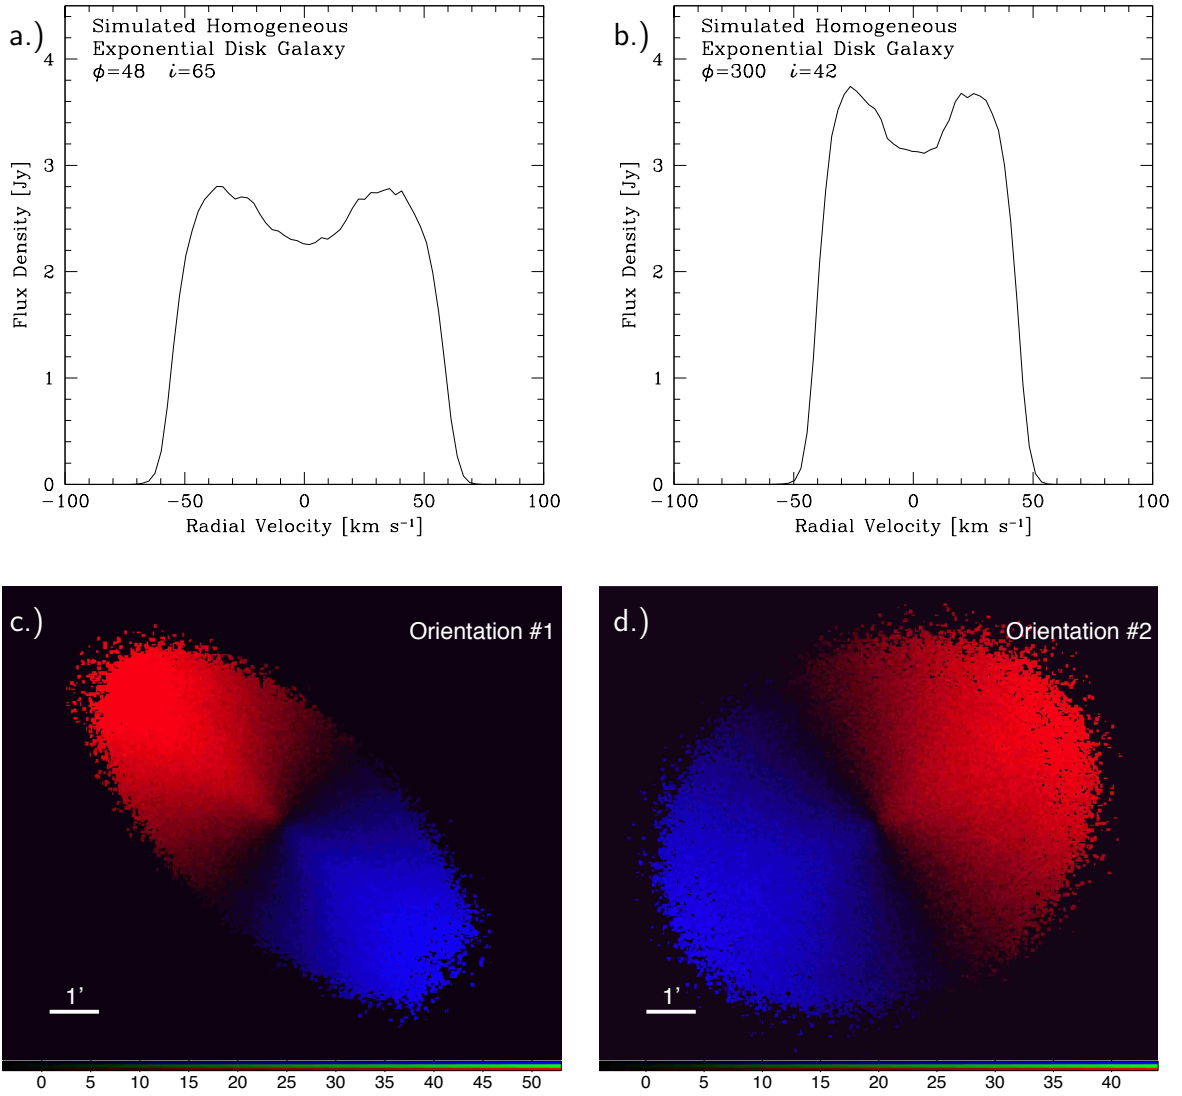 a.)
Simulated Homogeneous
Exponential Disk Galaxy
ϕ=48 i=65
4
3
2
1
0
Flux Density [Jy]
−100 −50 0 50 100
Radial Velocity [km s⁻¹]
b.)
Simulated Homogeneous
Exponential Disk Galaxy
ϕ=300 i=42
4
3
2
1
0
Flux Density [Jy]
−100 −50 0 50 100
Radial Velocity [km s⁻¹]
c.)
Orientation #1
1'
0 5 10 15 20 25 30 35 40 45 50
d.)
Orientation #2
1'
0 5 10 15 20 25 30 35 40